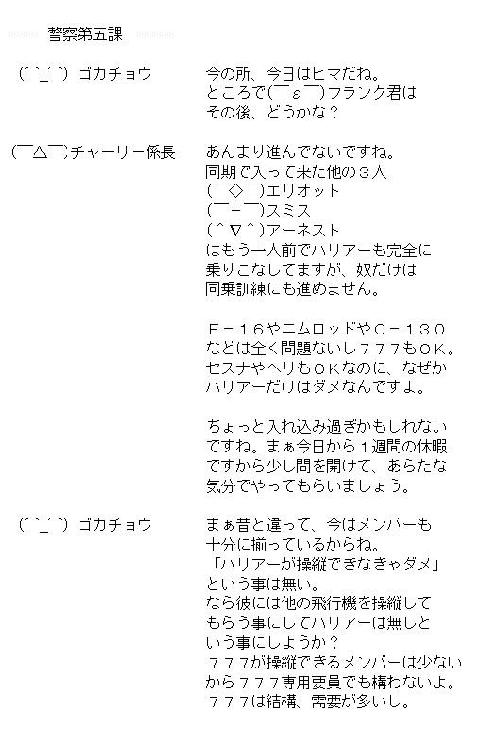 警察第五課
(´`_´`) ゴカチョウ 今の所、今日はヒマだね。
ところで(￣ε￣)フランク君は
その後、どうかな？
(￣△￣)チャーリー係長 あんまり進んでないですね。
同期で入って来た他の３人
(　◇　)エリオット
(￣－￣)スミス
(＾∇＾)アーネスト
はもう一人前でハリアーも完全に
乗りこなしてますが、奴だけは
同乗訓練にも進めません。
Ｆ－１６やニムロッドやＣ－１３０
などは全く問題ないし７７７もＯＫ。
セスナやヘリもＯＫなのに、なぜか
ハリアーだけはダメなんですよ。
ちょっと入れ込み過ぎかもしれない
ですね。まぁ今日から１週間の休暇
ですから少し間を開けて、あらたな
気分でやってもらいましょう。
(´`_´`) ゴカチョウ まぁ昔と違って、今はメンバーも
十分に揃っているからね。
「ハリアーが操縦できなきゃダメ」
という事は無い。
なら彼には他の飛行機を操縦して
もらう事にしてハリアーは無しと
いう事にしようか？
７７７が操縦できるメンバーは少ない
から７７７専用要員でも構わないよ。
７７７は結構、需要が多いし。